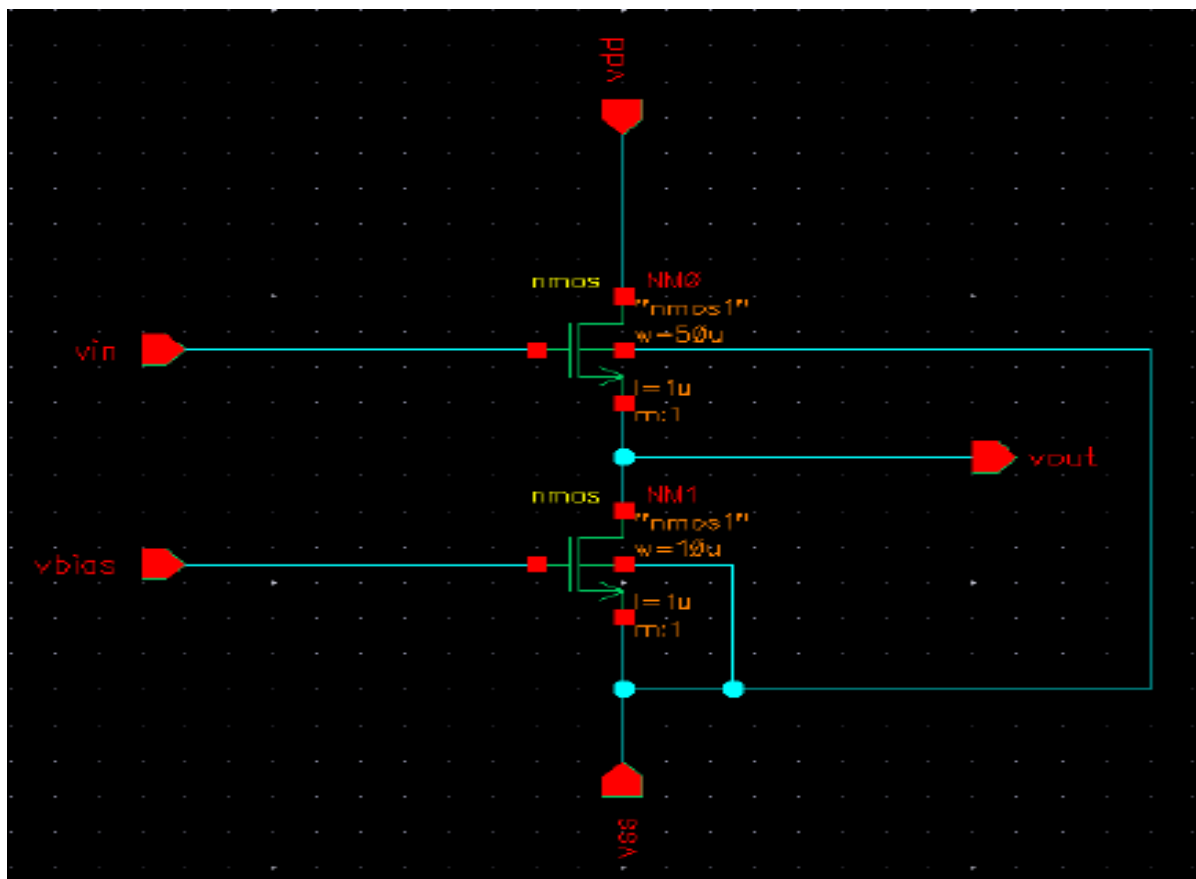 vdd
nmos NM0
"nmos1"
w=50u
vin
l=1u
m:1
vout
nmos NM1
"nmos1"
w=10u
vbias
l=1u
m:1
vss